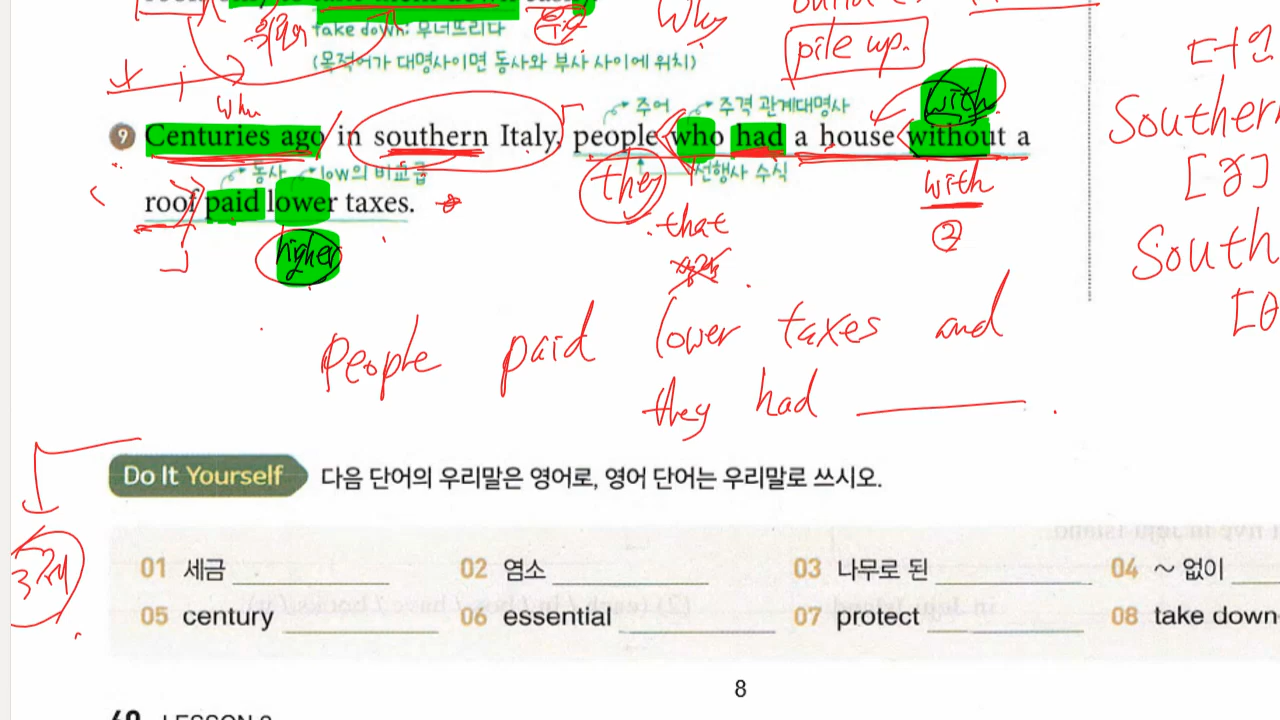 why
pile up.
take down: 무너뜨리다
(목적어가 대명사이면 동사와 부사 사이에 위치)
when
주어
주격 관계대명사
with
9 Centuries ago in southern Italy, people who had a house without a
동사
low의 비교급
선행사 수식
they
with
roof paid lower taxes.
that
②
higher
People paid lower taxes and
they had ________.
단어
Southern
South
Do It Yourself 다음 단어의 우리말은 영어로, 영어 단어는 우리말로 쓰시오.
01 세금 02 염소 03 나무로 된 04 ~ 없이
05 century 06 essential 07 protect 08 take down
8